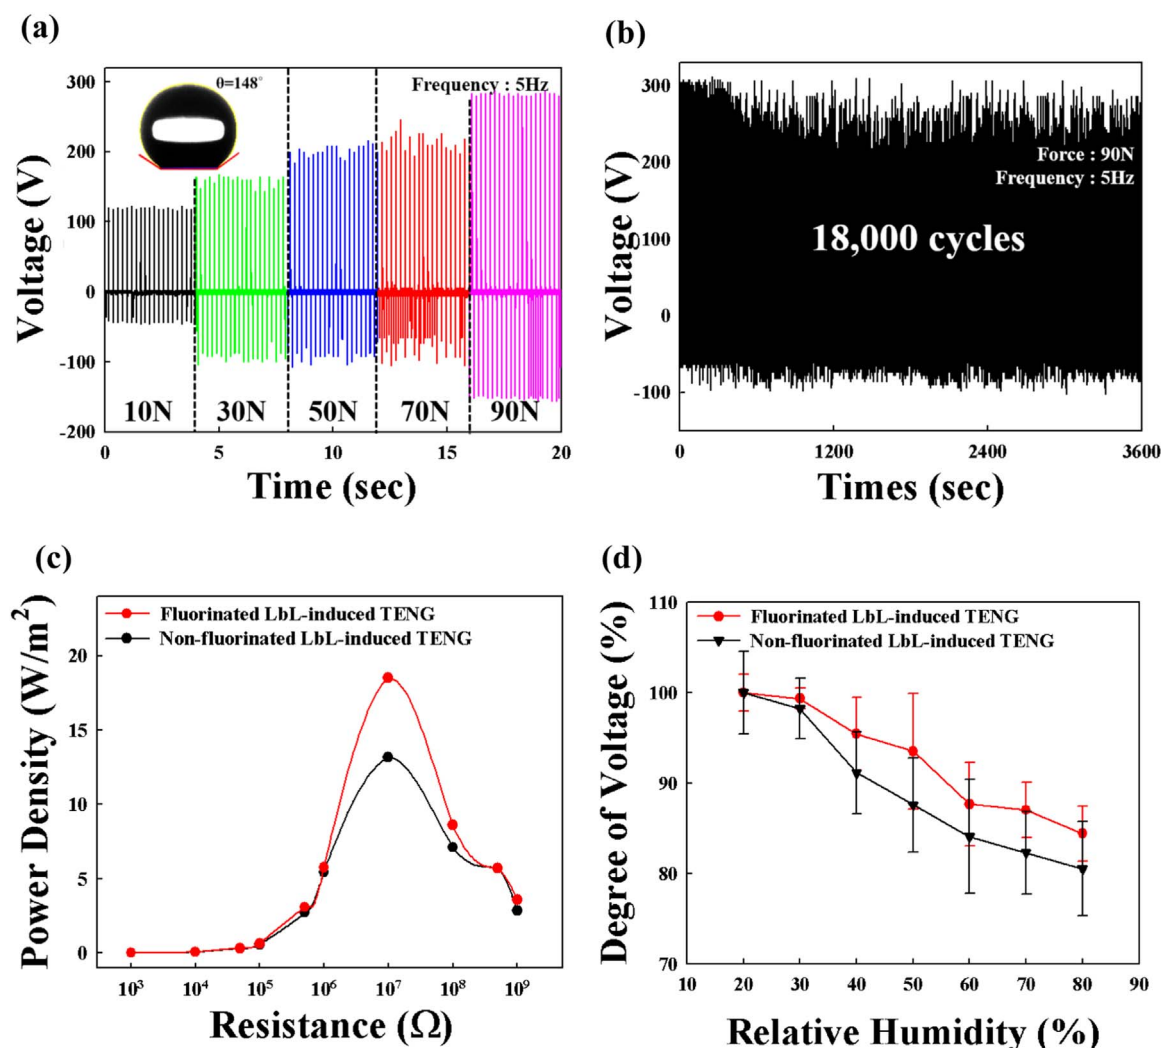 (a)
θ=148°
Frequency : 5Hz
300
200
100
0
-100
-200
Voltage (V)
10N
30N
50N
70N
90N
0
5
10
15
20
Time (sec)
(b)
300
200
100
0
-100
Voltage (V)
Force : 90N
Frequency : 5Hz
18,000 cycles
0
1200
2400
3600
Times (sec)
(c)
Fluorinated LbL-induced TENG
Non-fluorinated LbL-induced TENG
20
15
10
5
0
Power Density (W/m²)
10³
10⁴
10⁵
10⁶
10⁷
10⁸
10⁹
Resistance (Ω)
(d)
Fluorinated LbL-induced TENG
Non-fluorinated LbL-induced TENG
110
100
90
80
70
Degree of Voltage (%)
10
20
30
40
50
60
70
80
90
Relative Humidity (%)